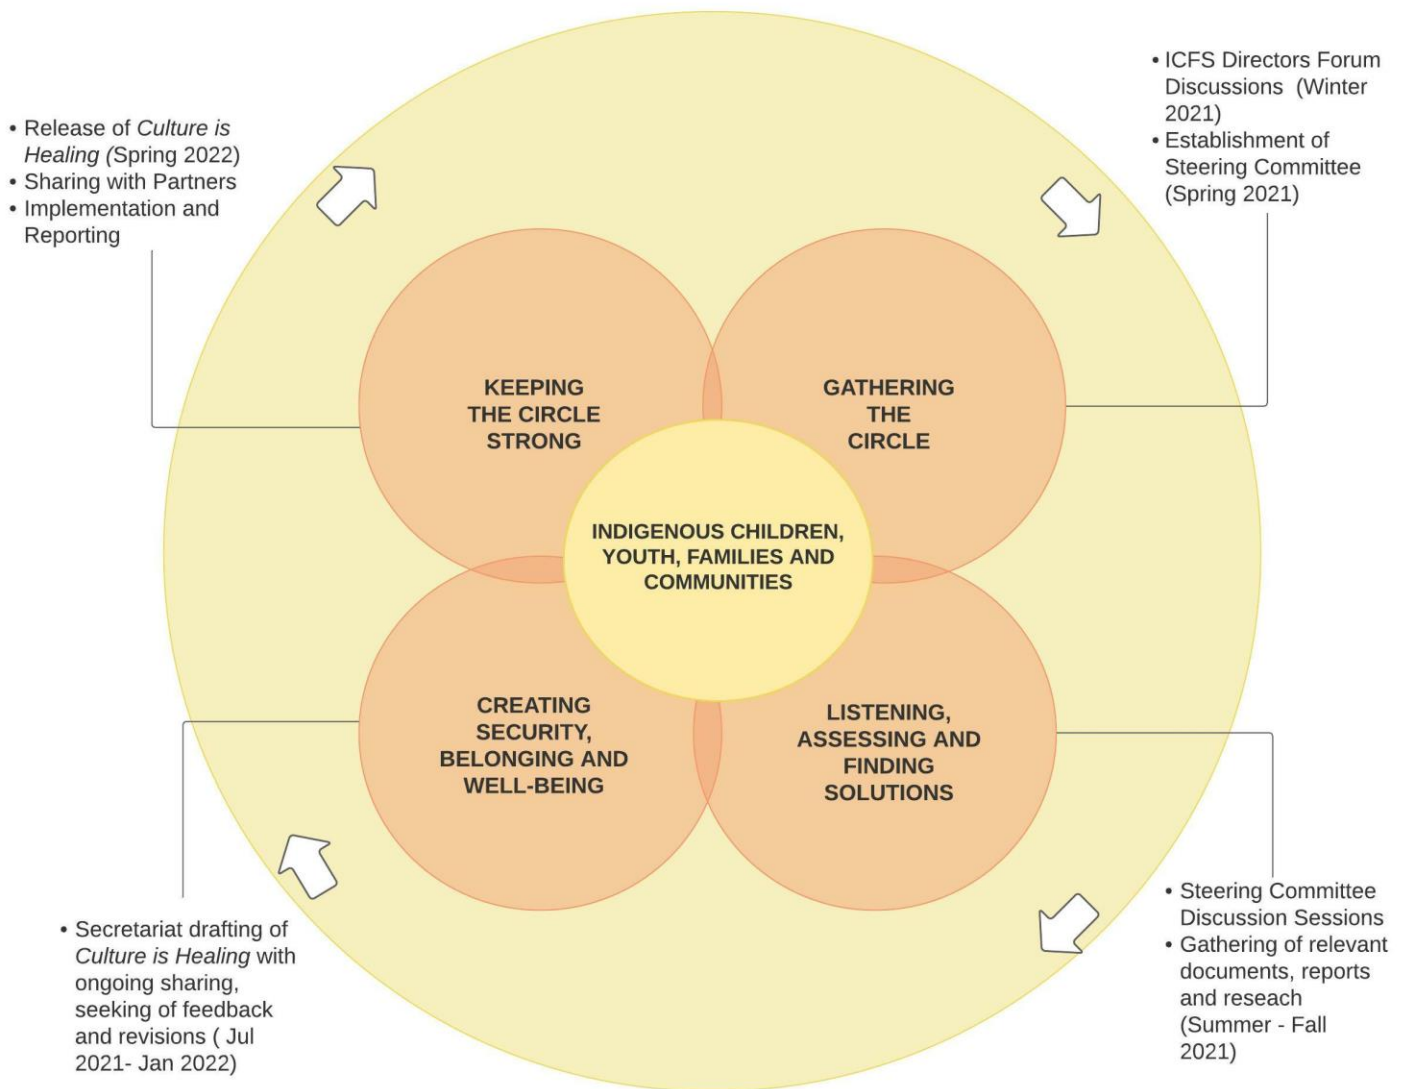 • ICFS Directors Forum
Discussions (Winter
2021)
• Establishment of
Steering Committee
(Spring 2021)
• Release of Culture is
Healing (Spring 2022)
• Sharing with Partners
• Implementation and
Reporting
KEEPING
THE CIRCLE
STRONG
GATHERING
THE
CIRCLE
INDIGENOUS CHILDREN,
YOUTH, FAMILIES AND
COMMUNITIES
CREATING
SECURITY,
BELONGING AND
WELL-BEING
LISTENING,
ASSESSING AND
FINDING
SOLUTIONS
• Steering Committee
Discussion Sessions
• Gathering of relevant
documents, reports
and reseach
(Summer - Fall
2021)
• Secretariat drafting of
Culture is Healing with
ongoing sharing,
seeking of feedback
and revisions ( Jul
2021- Jan 2022)